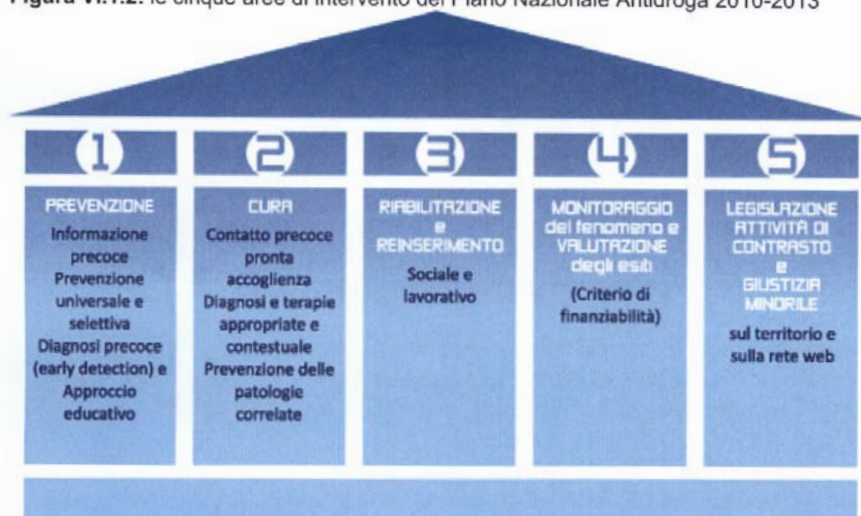 Figura VI.1.2: le cinque aree di intervento del Piano Nazionale Antidroga 2010-2013
1
PREVENZIONE
Informazione
precoce
Prevenzione
universale e
selettiva
Diagnosi precoce
(early detection) e
Approccio
educativo
2
CURA
Contatto precoce
pronta
accoglienza
Diagnosi e terapie
appropriate e
contestuale
Prevenzione delle
patologie
correlate
3
RIABILITAZIONE
e
REINSERIMENTO
Sociale e
lavorativo
4
MONITORAGGIO
del fenomeno e
VALUTAZIONE
degli esiti
(Criterio di
finanziabilità)
5
LEGISLAZIONE
ATTIVITÀ DI
CONTRASTO
e
GIUSTIZIA
MINORILE
sul territorio e
sulla rete web